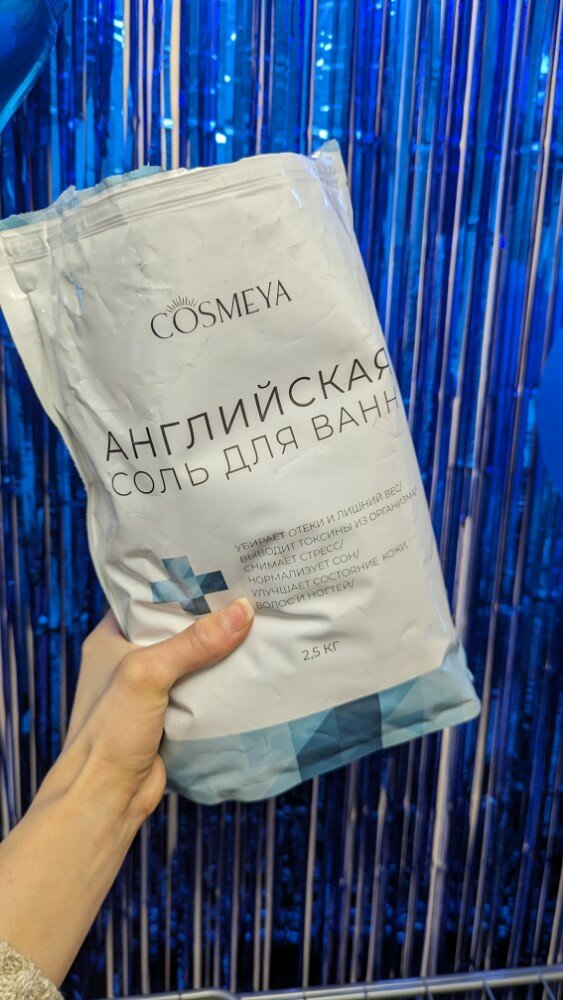 COSMEYA
АНГЛИЙСКАЯ
СОЛЬ ДЛЯ ВАНН
УБИРАЕТ ОТЕКИ И ЛИШНИЙ ВЕС/
ВЫВОДИТ ТОКСИНЫ ИЗ ОРГАНИЗМА/
СНИМАЕТ СТРЕСС/
НОРМАЛИЗУЕТ СОН/
УЛУЧШАЕТ СОСТОЯНИЕ КОЖИ,
ВОЛОС И НОГТЕЙ/
2,5 КГ